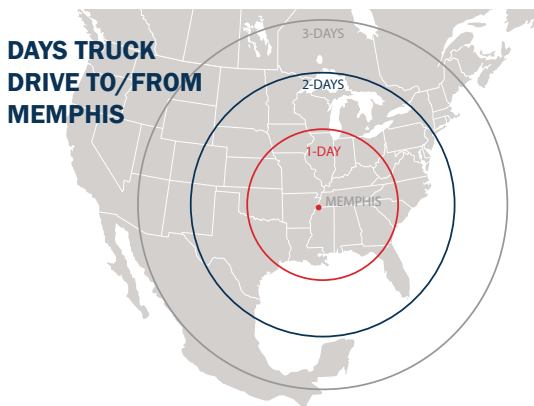 DAYS TRUCK
DRIVE TO/FROM
MEMPHIS
3-DAYS
2-DAYS
1-DAY
MEMPHIS